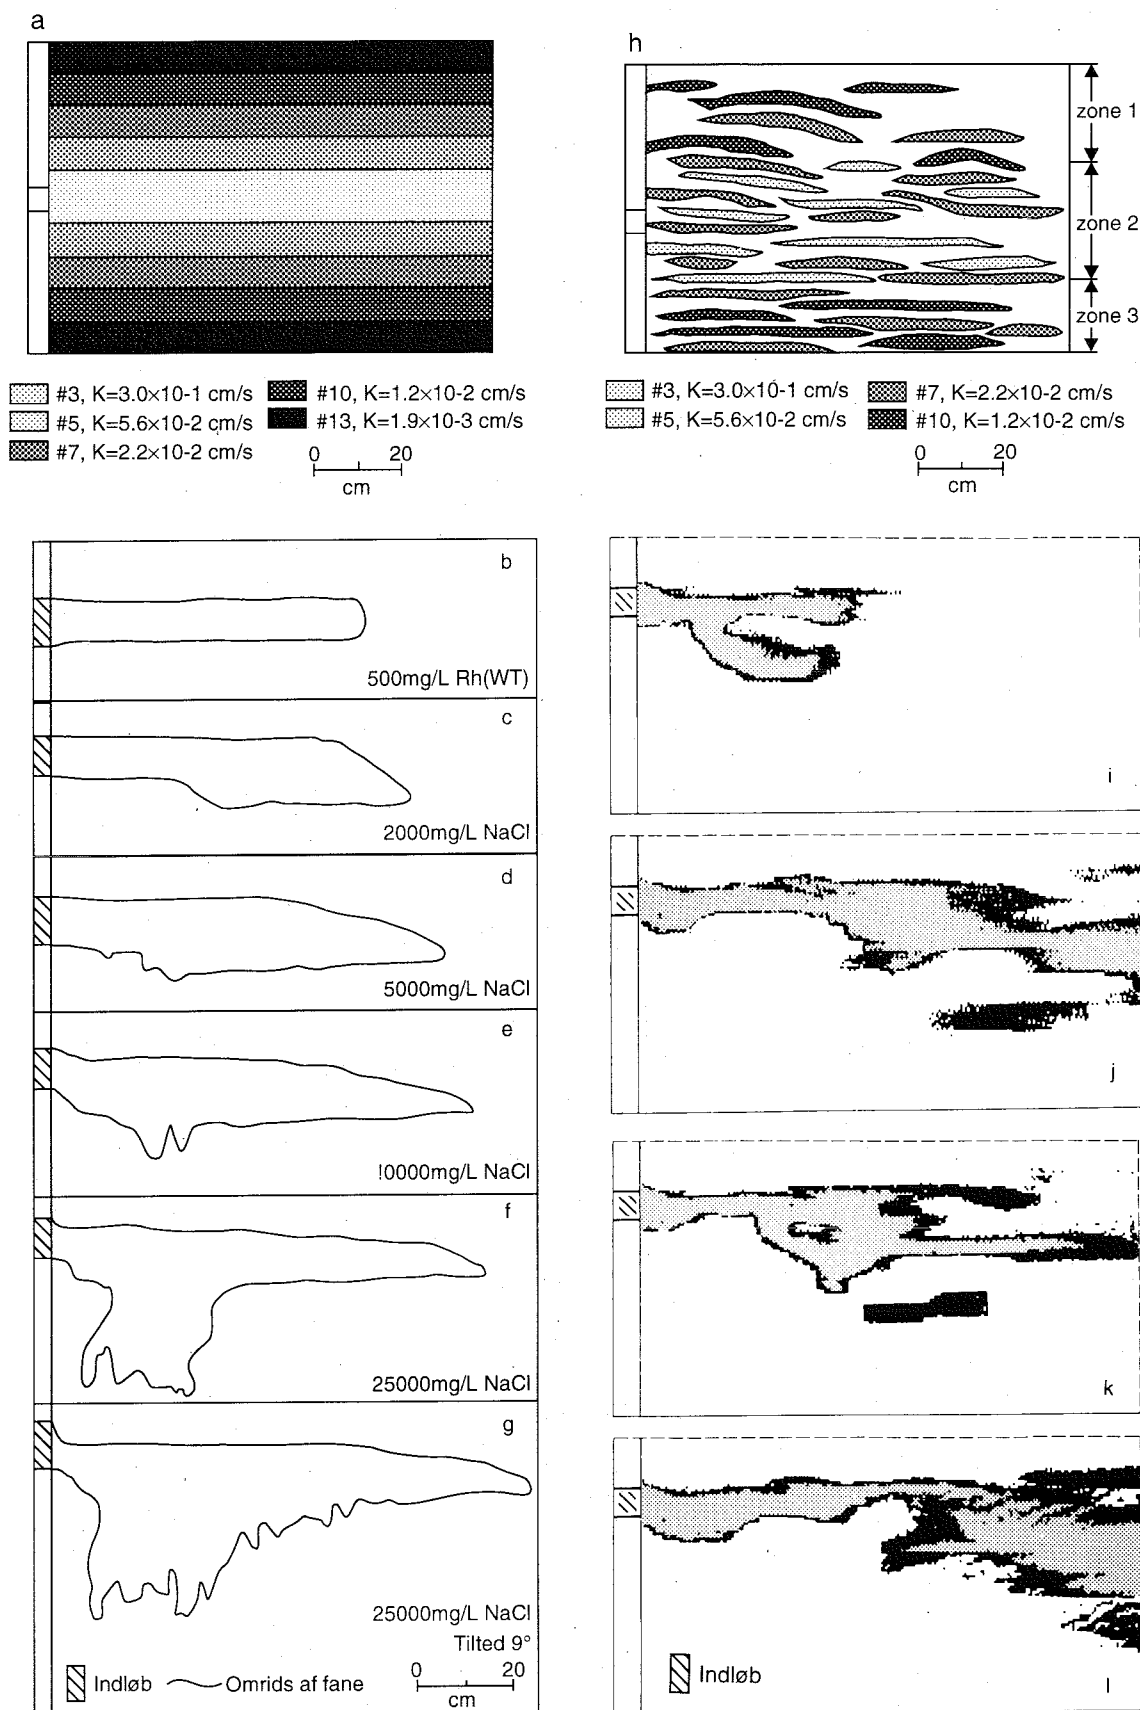 a
h
zone 1
zone 2
zone 3
#3, K=3.0×10-1 cm/s
#10, K=1.2×10-2 cm/s
#5, K=5.6×10-2 cm/s
#13, K=1.9×10-3 cm/s
#7, K=2.2×10-2 cm/s
0 20
cm
#3, K=3.0×10-1 cm/s
#7, K=2.2×10-2 cm/s
#5, K=5.6×10-2 cm/s
#10, K=1.2×10-2 cm/s
0 20
cm
b
500mg/L Rh(WT)
c
2000mg/L NaCl
d
5000mg/L NaCl
e
10000mg/L NaCl
f
25000mg/L NaCl
g
25000mg/L NaCl
Tilted 9°
Indløb
Omrids af fane
0 20
cm
i
j
k
l
Indløb